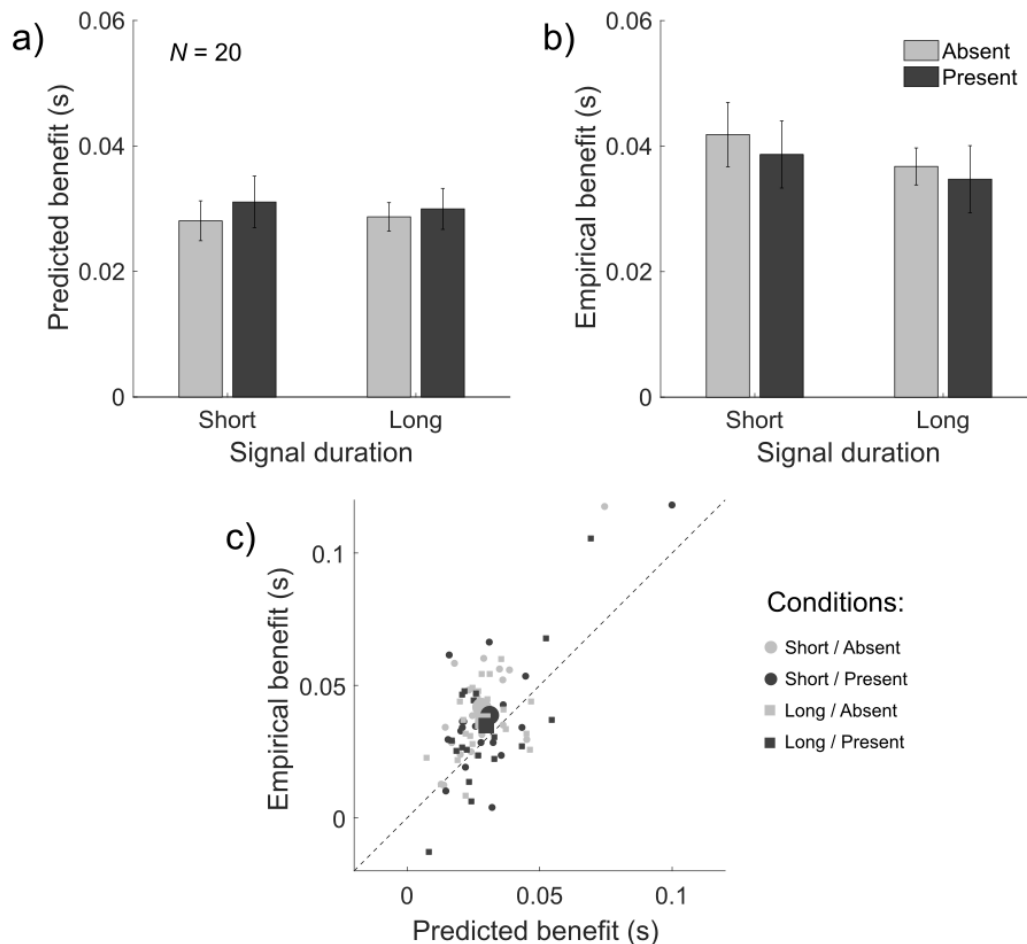 a)
N = 20
Predicted benefit (s)
0.06
0.04
0.02
0
Short Long
Signal duration
b)
Absent
Present
Empirical benefit (s)
0.06
0.04
0.02
0
Short Long
Signal duration
c)
Empirical benefit (s)
0.1
0.05
0
0 0.05 0.1
Predicted benefit (s)
Conditions:
Short / Absent
Short / Present
Long / Absent
Long / Present